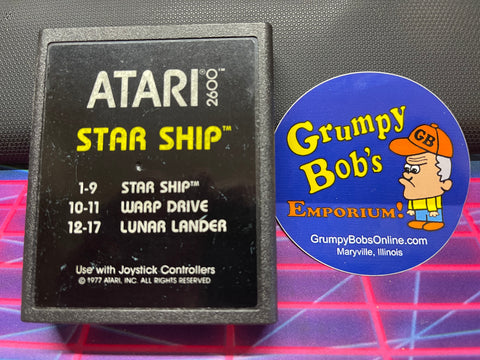 ATARI® 2600™
STAR SHIP™
1-9 STAR SHIP™
10-11 WARP DRIVE
12-17 LUNAR LANDER
Use with Joystick Controllers
© 1977 ATARI, INC. ALL RIGHTS RESERVED
Grumpy
Bob's
GB
EMPORIUM!
GrumpyBobsOnline.com
Maryville, Illinois